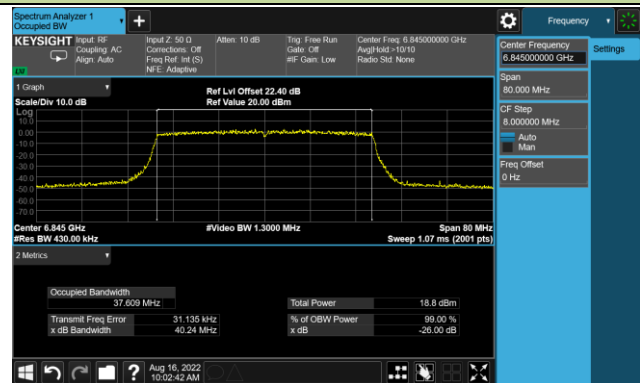 Spectrum Analyzer 1
Occupied BW
+
Frequency
KEYSIGHT
Input: RF
Coupling: AC
Align: Auto
Input Z: 50 Ω
Corrections: Off
Freq Ref: Int (S)
NFE: Adaptive
Atten: 10 dB
Trig: Free Run
Gate: Off
#IF Gain: Low
Center Freq: 6.845000000 GHz
Avg|Hold:>10/10
Radio Std: None
Center Frequency
6.845000000 GHz
Settings
Span
80.000 MHz
CF Step
8.000000 MHz
Auto
Man
Freq Offset
0 Hz
1 Graph
Scale/Div 10.0 dB
Ref Lvl Offset 22.40 dB
Ref Value 20.00 dBm
Log
10.0
0.00
-10.0
-20.0
-30.0
-40.0
-50.0
-60.0
-70.0
Center 6.845 GHz
#Video BW 1.3000 MHz
Span 80 MHz
#Res BW 430.00 kHz
Sweep 1.07 ms (2001 pts)
2 Metrics
Occupied Bandwidth
37.609 MHz
Total Power 18.8 dBm
Transmit Freq Error 31.135 kHz
% of OBW Power 99.00 %
x dB Bandwidth 40.24 MHz
x dB -26.00 dB
?
Aug 16, 2022
10:02:42 AM